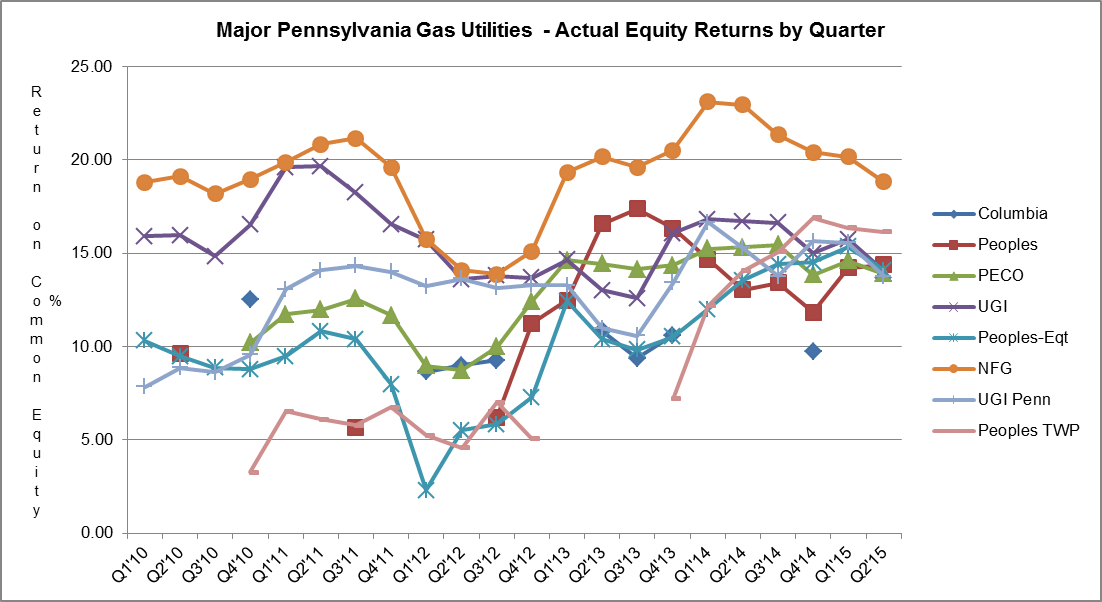 Major Pennsylvania Gas Utilities - Actual Equity Returns by Quarter
Return on Common Equity
%
25.00
20.00
15.00
10.00
5.00
0.00
Q1'10
Q2'10
Q3'10
Q4'10
Q1'11
Q2'11
Q3'11
Q4'11
Q1'12
Q2'12
Q3'12
Q4'12
Q1'13
Q2'13
Q3'13
Q4'13
Q1'14
Q2'14
Q3'14
Q4'14
Q1'15
Q2'15
Columbia
Peoples
PECO
UGI
Peoples-Eqt
NFG
UGI Penn
Peoples TWP